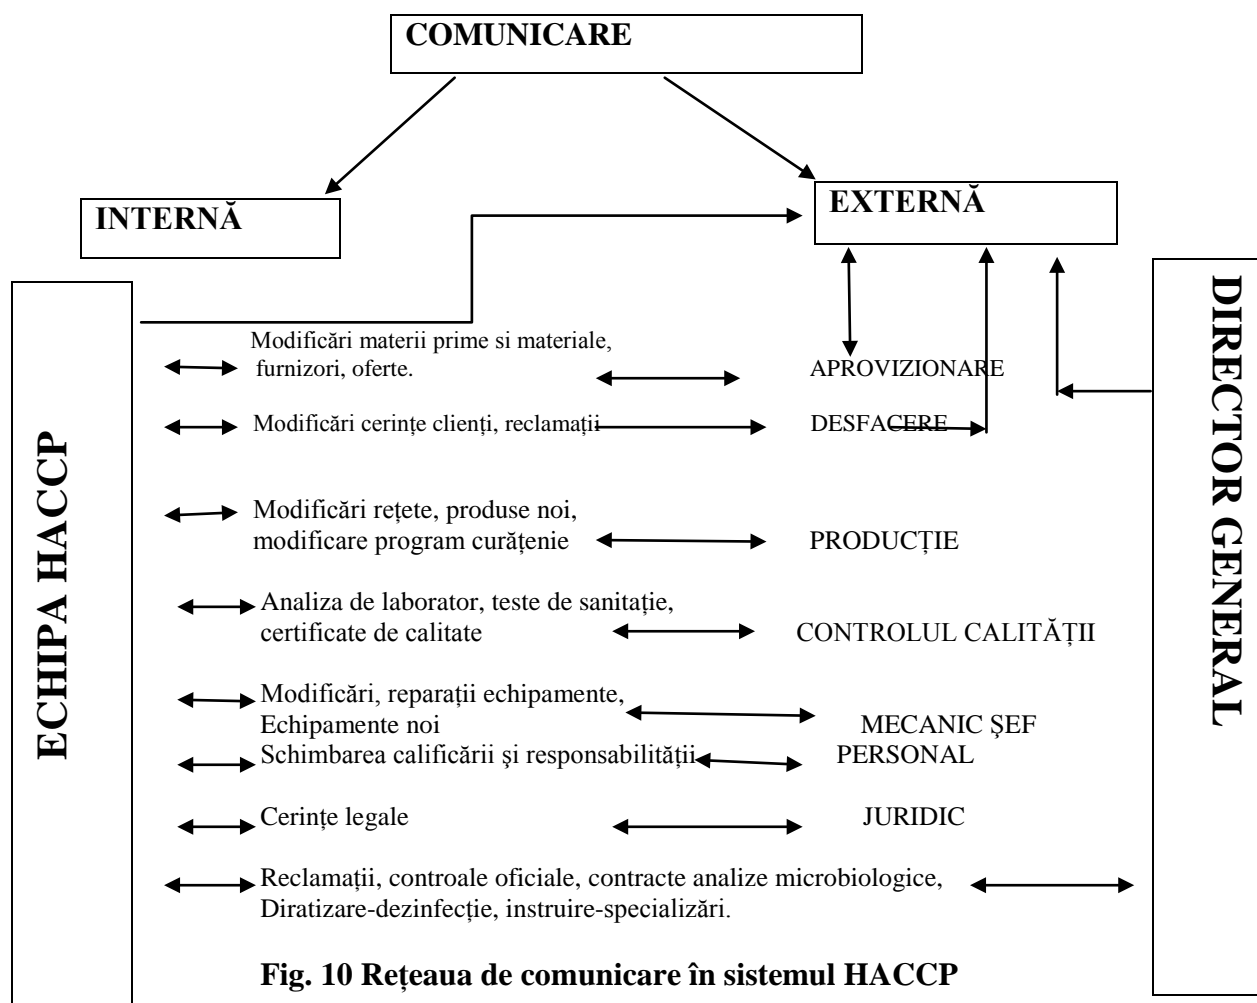 COMUNICARE
INTERNĂ
EXTERNĂ
ECHIPA HACCP
DIRECTOR GENERAL
Modificări materii prime si materiale,
furnizori, oferte.
APROVIZIONARE
Modificări cerințe clienți, reclamații
DESFACERE
Modificări rețete, produse noi,
modificare program curățenie
PRODUCȚIE
Analiza de laborator, teste de sanitație,
certificate de calitate
CONTROLUL CALITĂȚII
Modificări, reparații echipamente,
Echipamente noi
MECANIC ŞEF
Schimbarea calificării şi responsabilității
PERSONAL
Cerințe legale
JURIDIC
Reclamații, controale oficiale, contracte analize microbiologice,
Diratizare-dezinfecție, instruire-specializări.
Fig. 10 Rețeaua de comunicare în sistemul HACCP